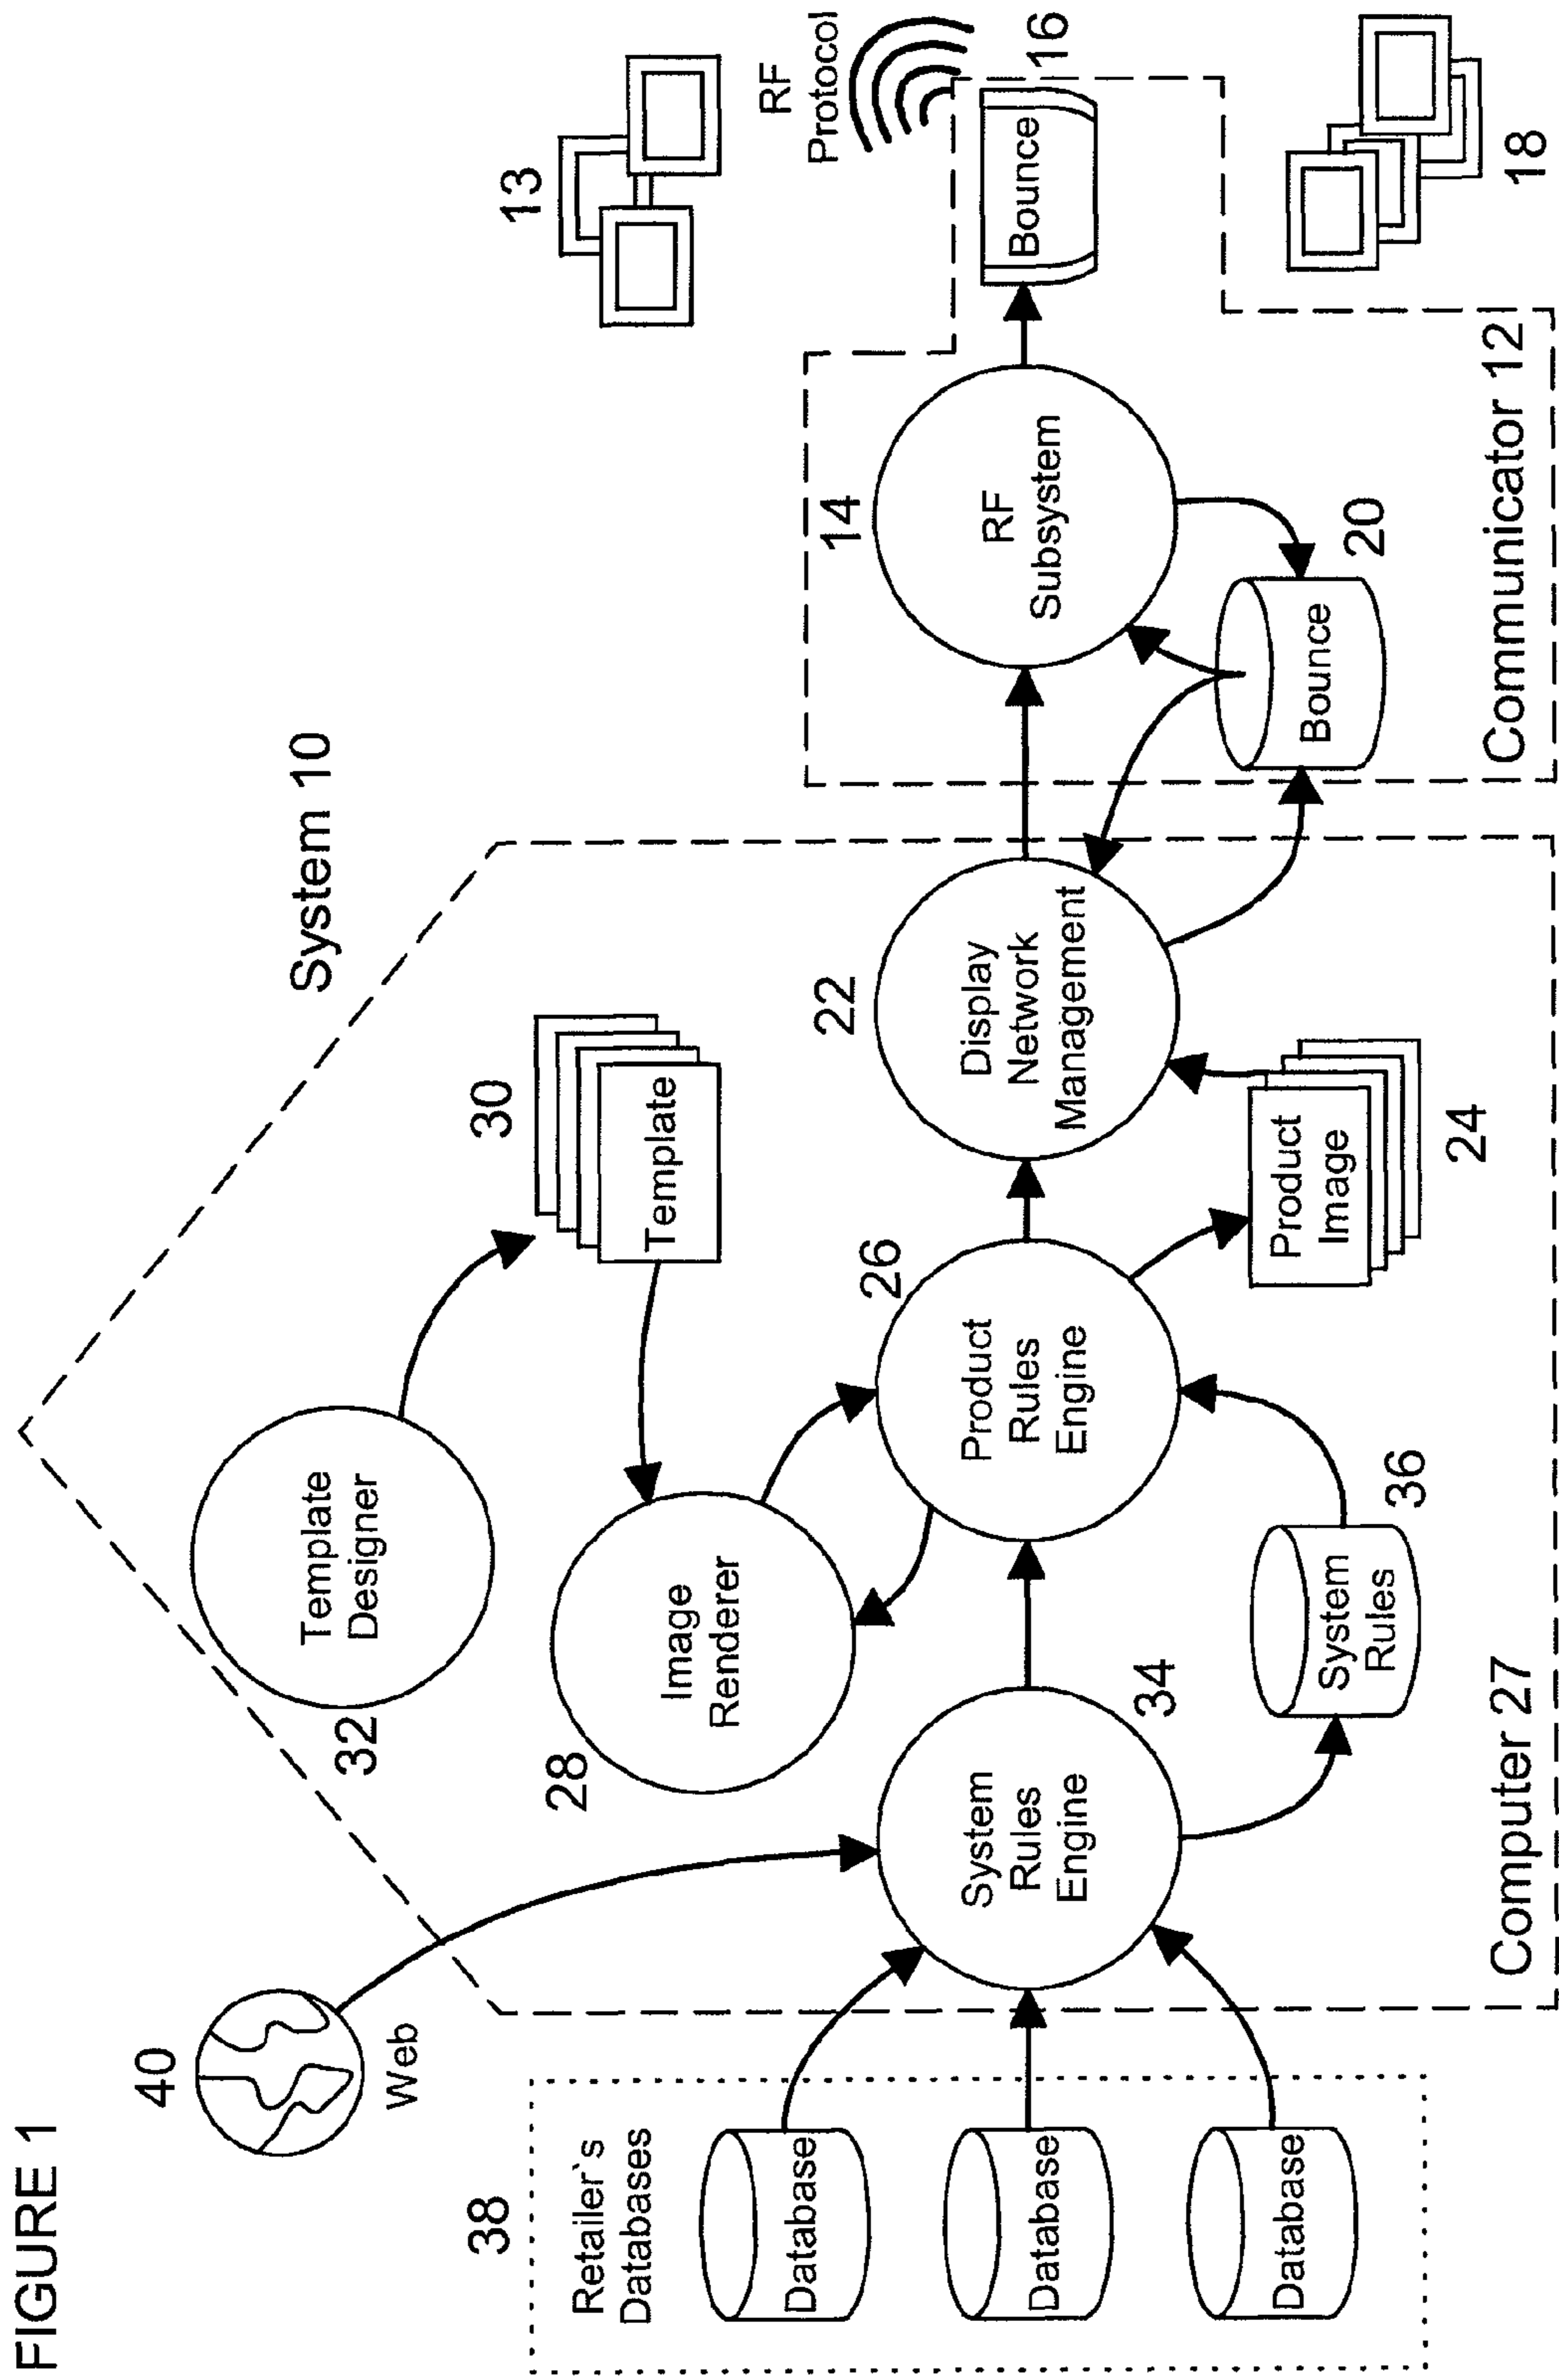 FIGURE 1
System 10
40
Web
38
Retailer`s
Databases
Database
Database
Database
32
Template
Designer
30
Template
28
Image
Renderer
34
System
Rules
Engine
36
System
Rules
26
Product
Rules
Engine
24
Product
Image
22
Display
Network
Management
Computer 27
14
RF
Subsystem
20
Bounce
Communicator 12
13
RF
Protocol
16
Bounce
18